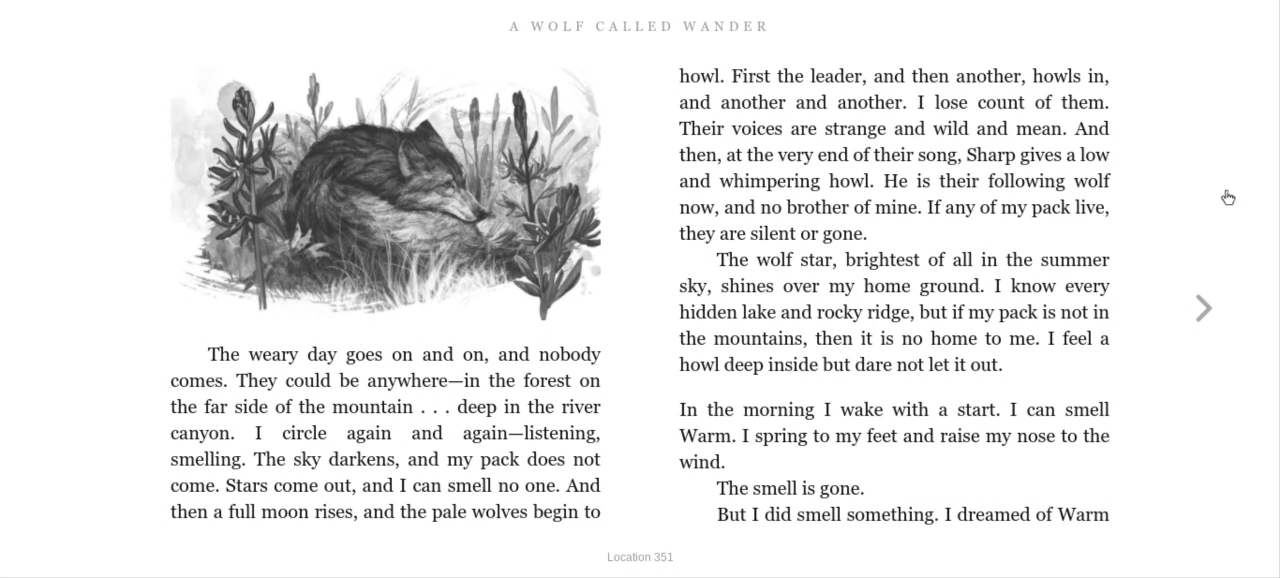 A WOLF CALLED WANDER
The weary day goes on and on, and nobody
comes. They could be anywhere—in the forest on
the far side of the mountain . . . deep in the river
canyon. I circle again and again—listening,
smelling. The sky darkens, and my pack does not
come. Stars come out, and I can smell no one. And
then a full moon rises, and the pale wolves begin to
howl. First the leader, and then another, howls in,
and another and another. I lose count of them.
Their voices are strange and wild and mean. And
then, at the very end of their song, Sharp gives a low
and whimpering howl. He is their following wolf
now, and no brother of mine. If any of my pack live,
they are silent or gone.
The wolf star, brightest of all in the summer
sky, shines over my home ground. I know every
hidden lake and rocky ridge, but if my pack is not in
the mountains, then it is no home to me. I feel a
howl deep inside but dare not let it out.
In the morning I wake with a start. I can smell
Warm. I spring to my feet and raise my nose to the
wind.
The smell is gone.
But I did smell something. I dreamed of Warm
Location 351